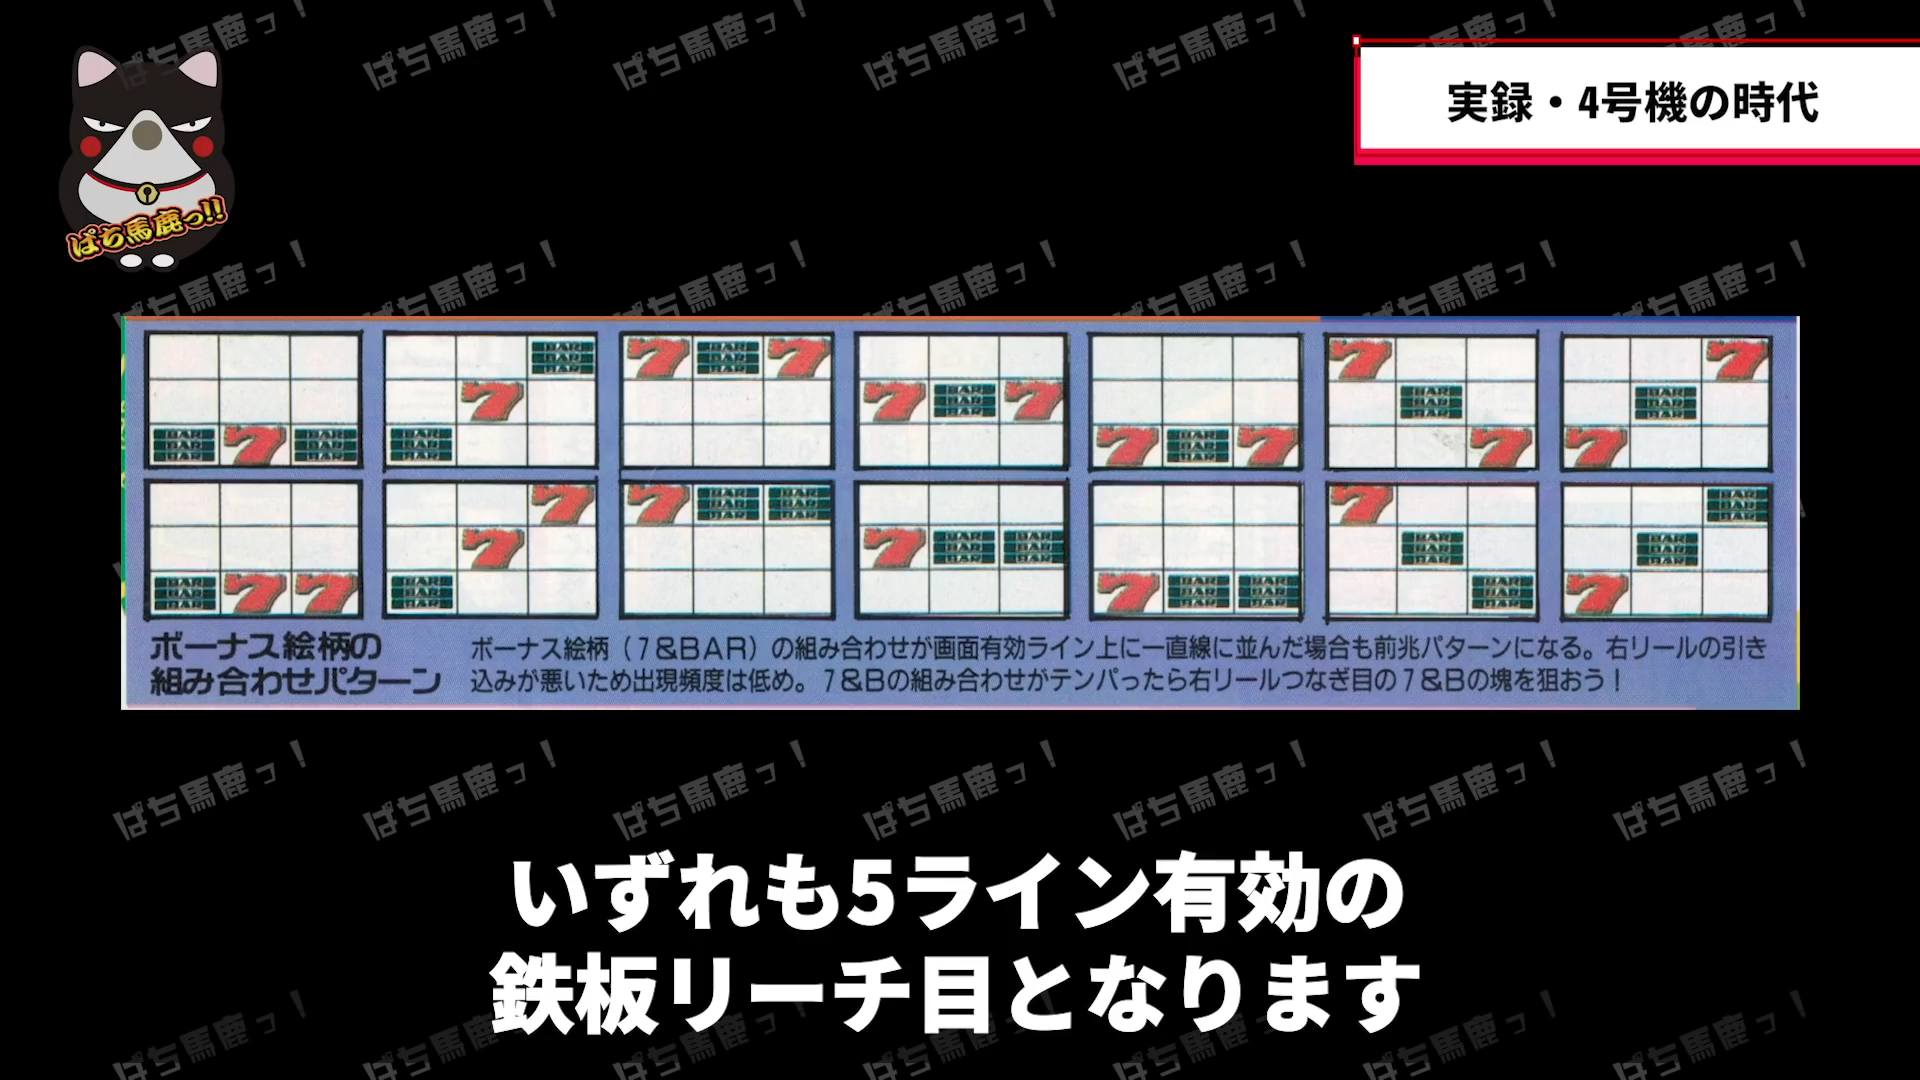 実録・4号機の時代
ぱち馬鹿っ!!
ボーナス絵柄の
組み合わせパターン
ボーナス絵柄（7&BAR）の組み合わせが画面有効ライン上に一直線に並んだ場合も前兆パターンになる。右リールの引き
込みが悪いため出現頻度は低め。7&Bの組み合わせがテンパったら右リールつなぎ目の7&Bの塊を狙おう！
いずれも5ライン有効の
鉄板リーチ目となります